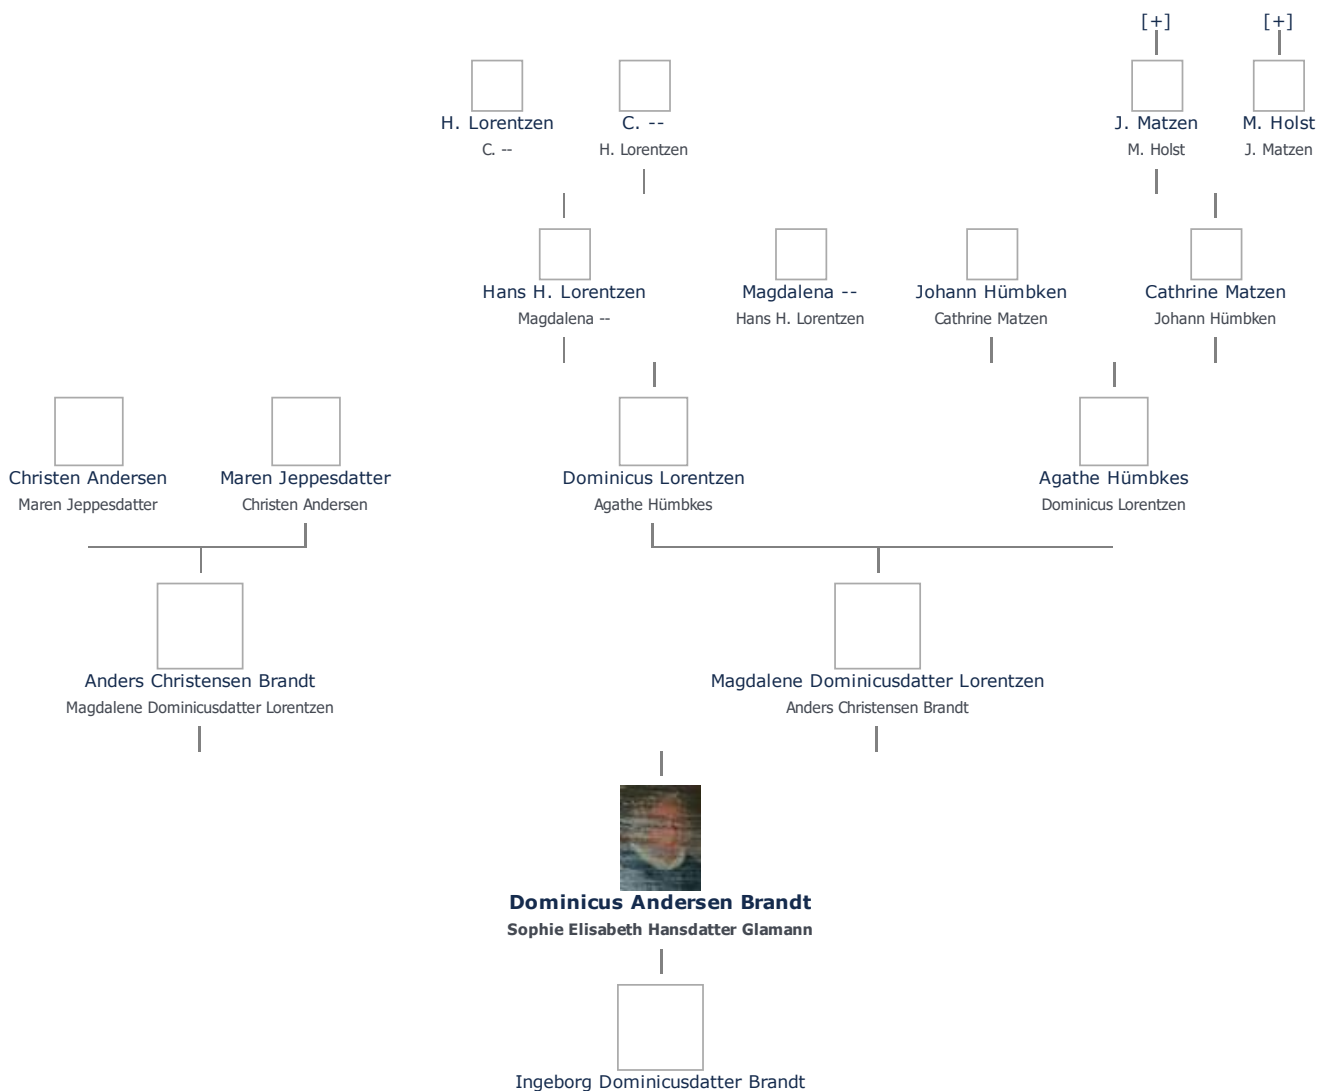 [+] [+]
H. Lorentzen C. -- J. Matzen M. Holst
C. -- H. Lorentzen M. Holst J. Matzen
Hans H. Lorentzen Magdalena -- Johann Hümbken Cathrine Matzen
Magdalena -- Hans H. Lorentzen Cathrine Matzen Johann Hümbken
Christen Andersen Maren Jeppesdatter Dominicus Lorentzen Agathe Hümbkes
Maren Jeppesdatter Christen Andersen Agathe Hümbkes Dominicus Lorentzen
Anders Christensen Brandt Magdalene Dominicusdatter Lorentzen
Magdalene Dominicusdatter Lorentzen Anders Christensen Brandt
Dominicus Andersen Brandt
Sophie Elisabeth Hansdatter Glamann
Ingeborg Dominicusdatter Brandt